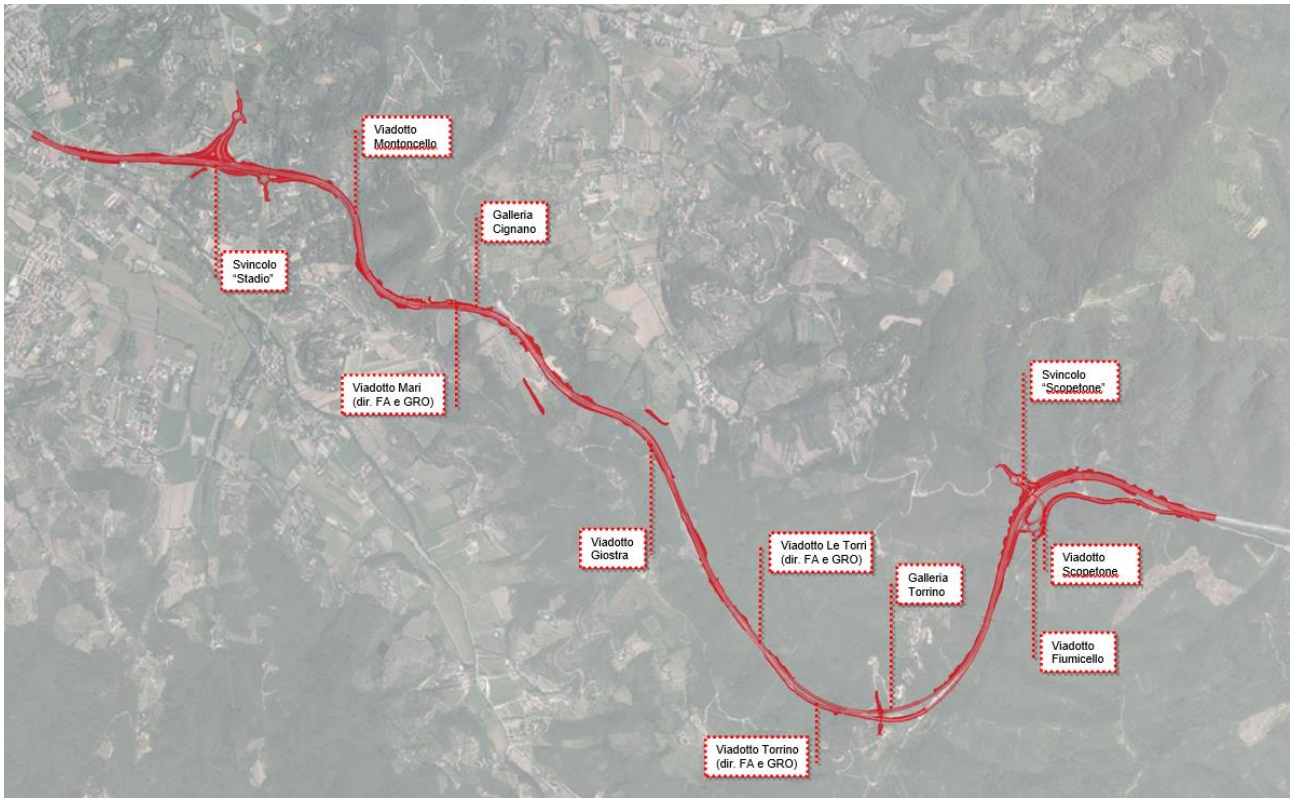 Viadotto
Montoncello
Galleria
Cignano
Svincolo
“Stadio”
Viadotto Mari
(dir. FA e GRO)
Svincolo
“Scopetone”
Viadotto
Giostra
Viadotto Le Torri
(dir. FA e GRO)
Galleria
Torrino
Viadotto
Scopetone
Viadotto
Fiumicello
Viadotto Torrino
(dir. FA e GRO)